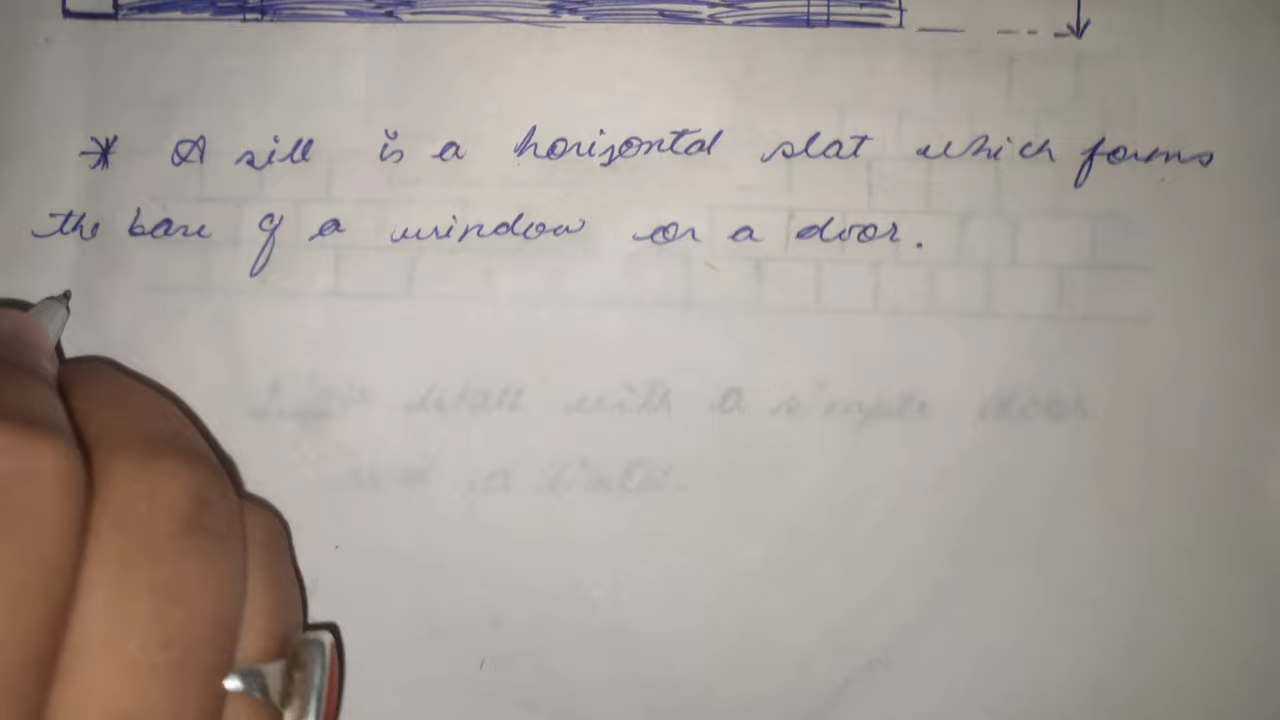 * A sill is a horizontal slat which forms
the base of a window or a door.